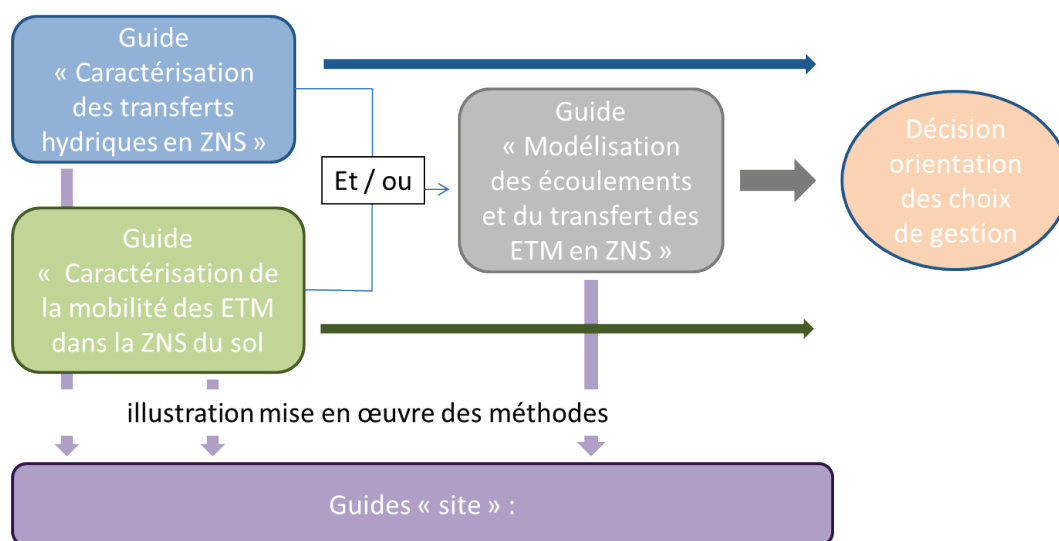 Guide
« Caractérisation
des transferts
hydriques en ZNS »
Et / ou
Guide
« Modélisation
des écoulements
et du transfert des
ETM en ZNS »
Décision
orientation
des choix
de gestion
Guide
« Caractérisation de
la mobilité des ETM
dans la ZNS du sol
illustration mise en œuvre des méthodes
Guides « site » :